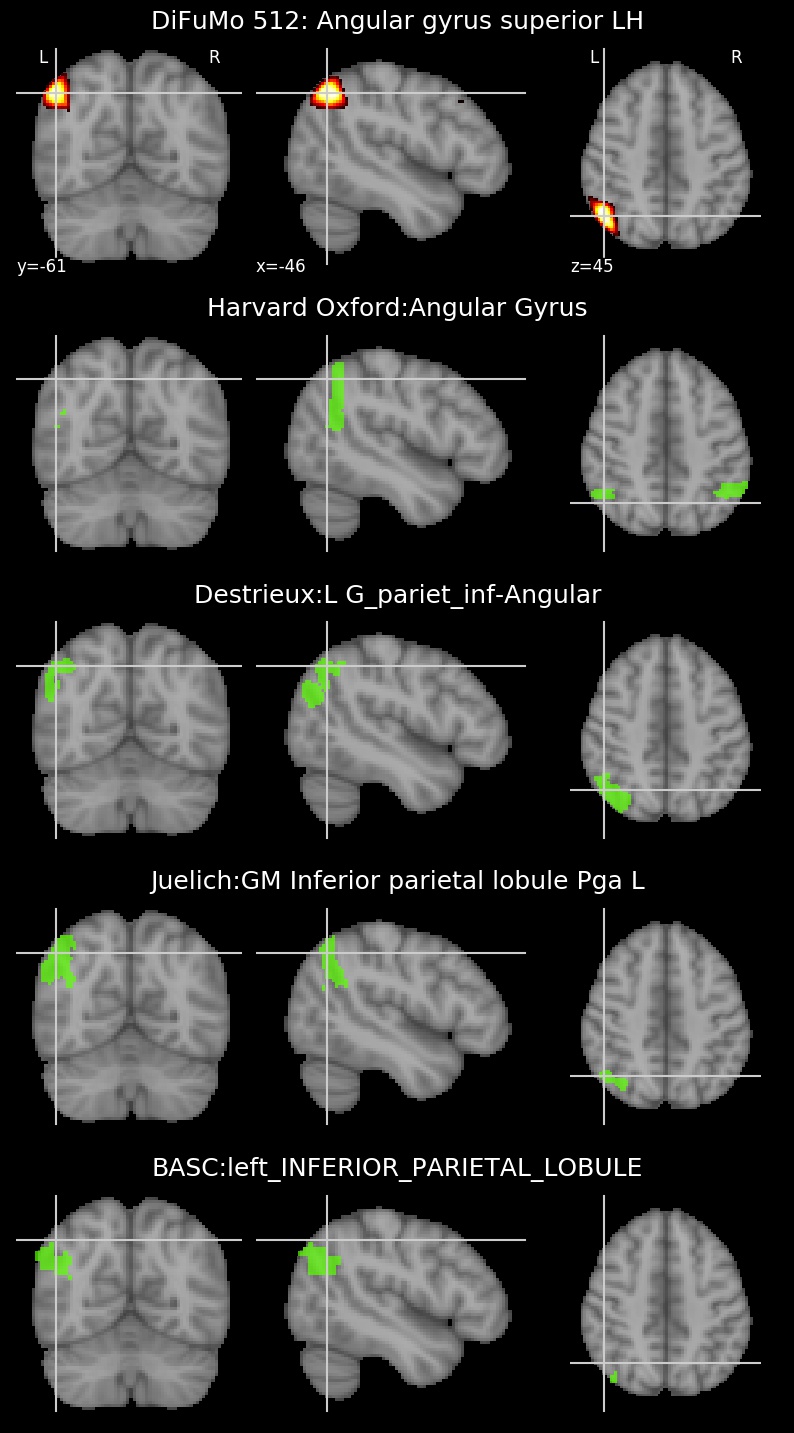 DiFuMo 512: Angular gyrus superior LH
L R L R
y=-61 x=-46 z=45
Harvard Oxford:Angular Gyrus
Destrieux:L G_pariet_inf-Angular
Juelich:GM Inferior parietal lobule Pga L
BASC:left_INFERIOR_PARIETAL_LOBULE